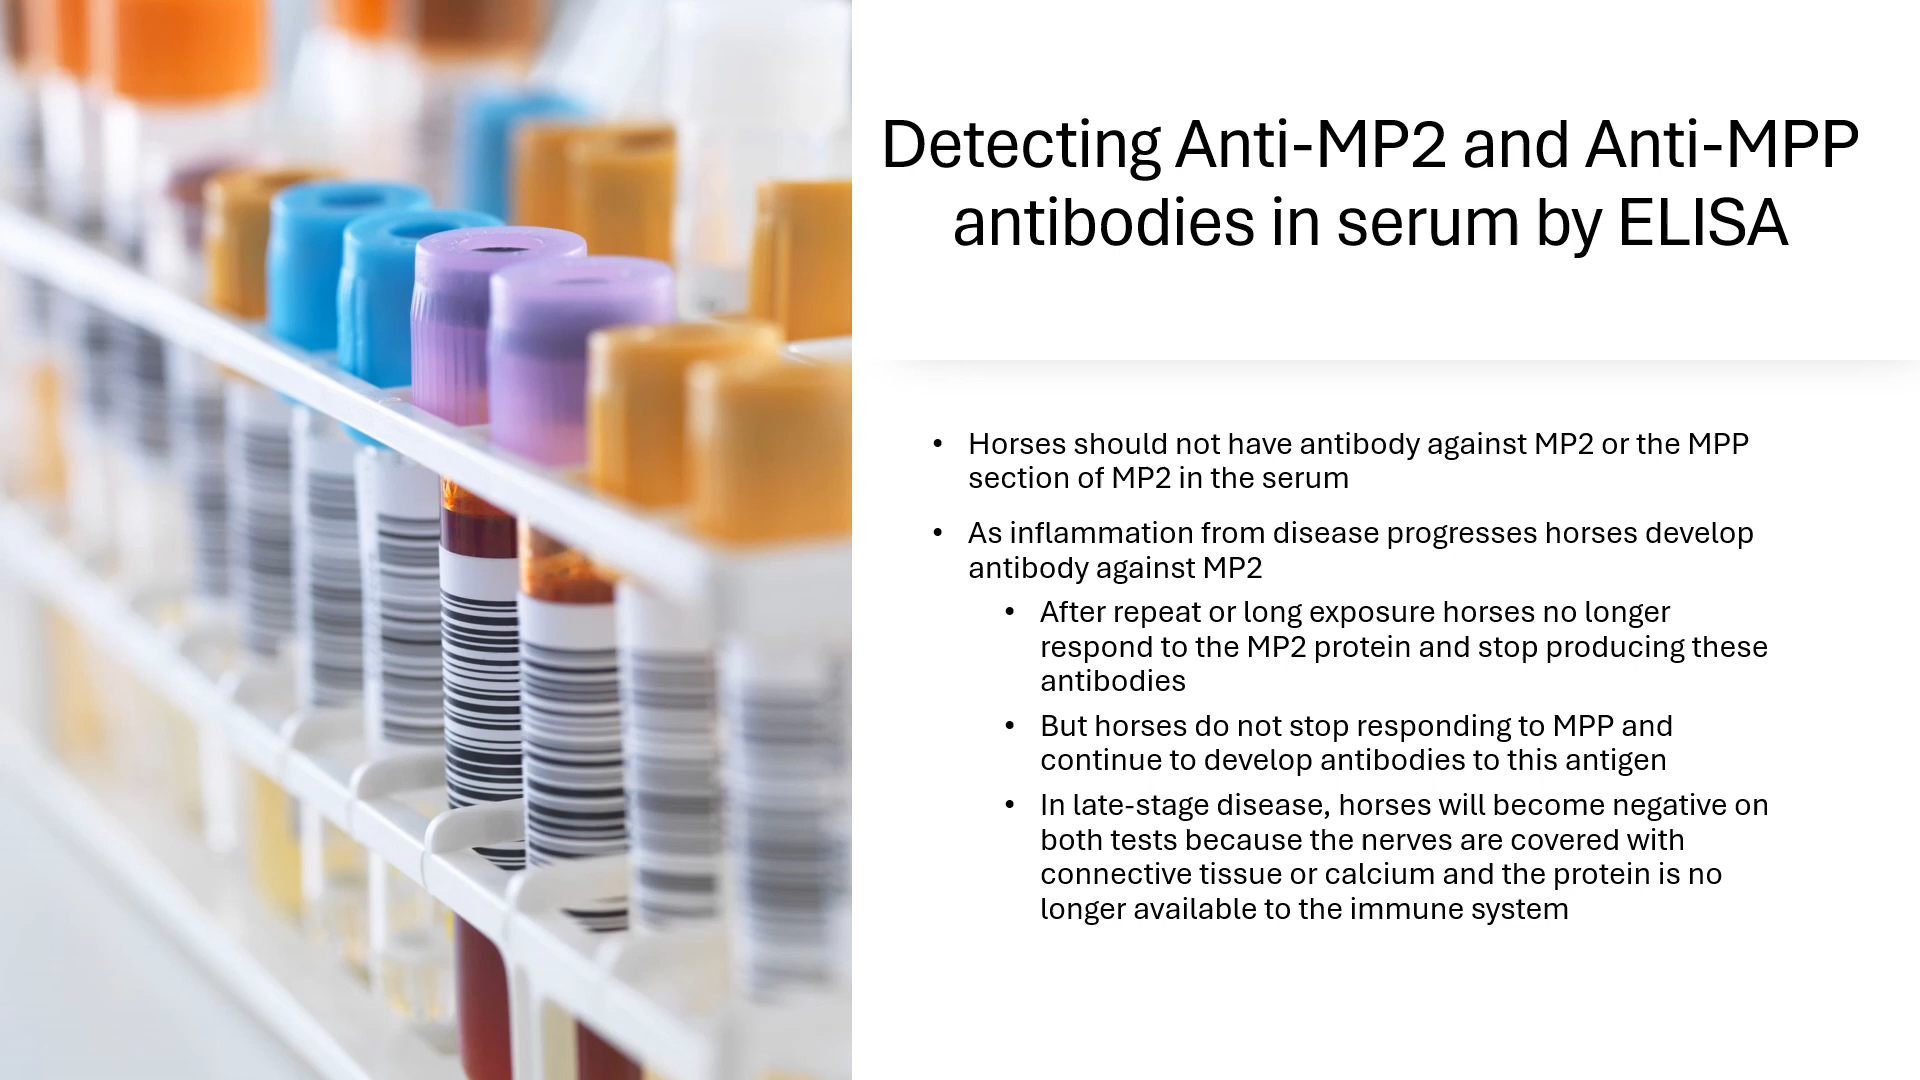 Detecting Anti-MP2 and Anti-MPP
antibodies in serum by ELISA
• Horses should not have antibody against MP2 or the MPP
section of MP2 in the serum
• As inflammation from disease progresses horses develop
antibody against MP2
• After repeat or long exposure horses no longer
respond to the MP2 protein and stop producing these
antibodies
• But horses do not stop responding to MPP and
continue to develop antibodies to this antigen
• In late-stage disease, horses will become negative on
both tests because the nerves are covered with
connective tissue or calcium and the protein is no
longer available to the immune system